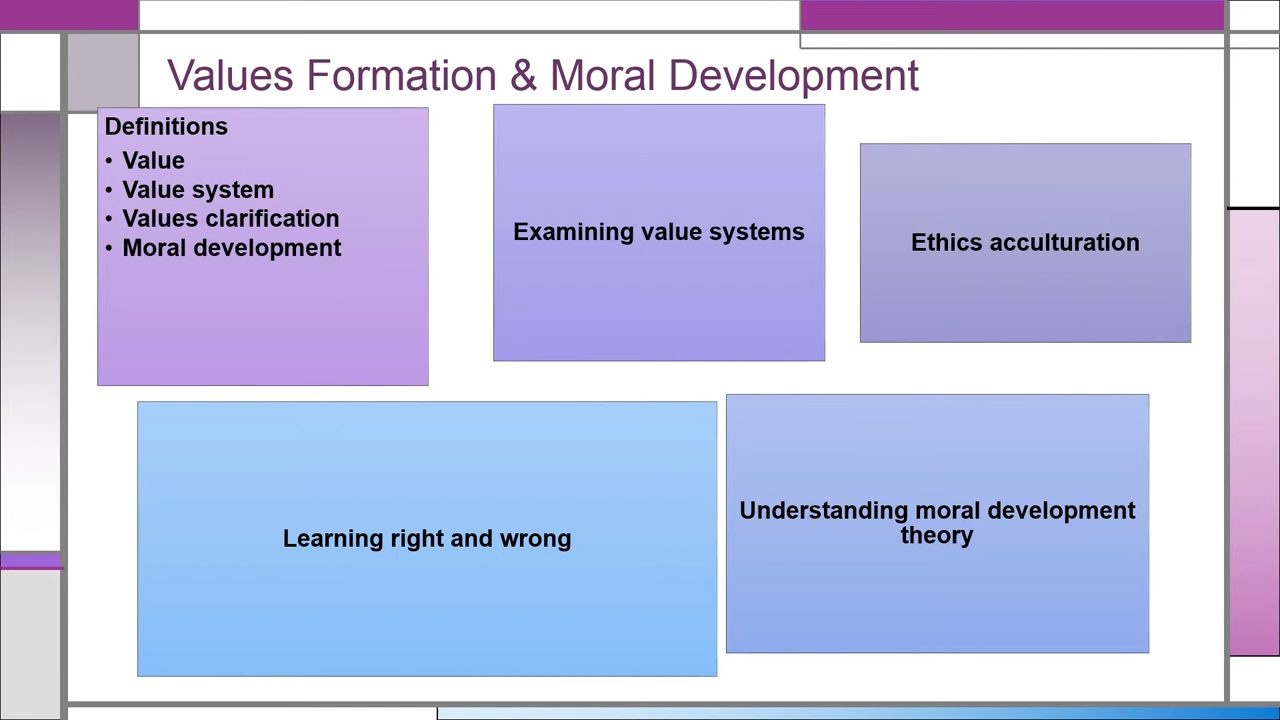 Values Formation & Moral Development
Definitions
• Value
• Value system
• Values clarification
• Moral development
Examining value systems
Ethics acculturation
Learning right and wrong
Understanding moral development
theory